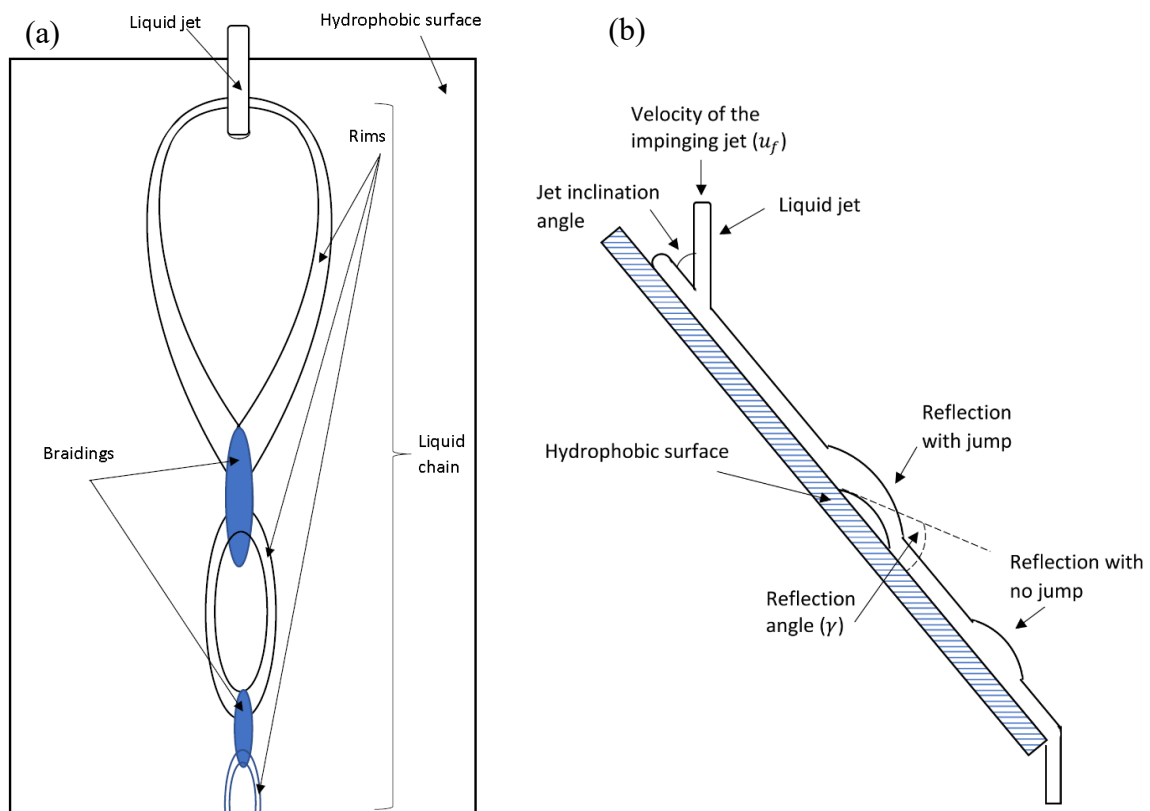 (a)
Liquid jet
Hydrophobic surface
Rims
Braidings
Liquid
chain
(b)
Velocity of the
impinging jet (u_f)
Jet inclination
angle
Liquid jet
Reflection
with jump
Hydrophobic surface
Reflection with
no jump
Reflection
angle (γ)